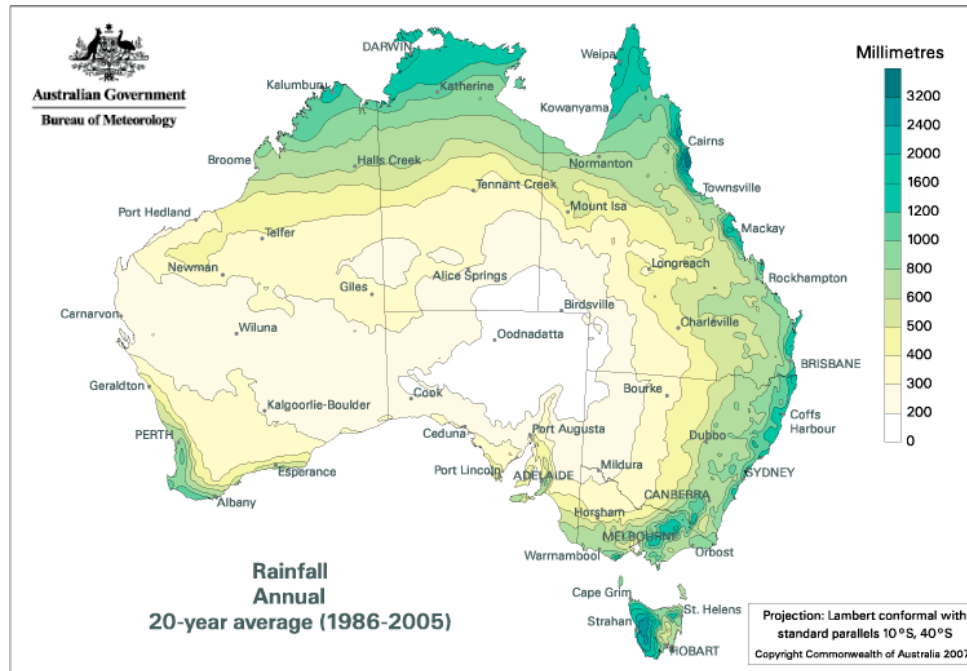 Australian Government
Bureau of Meteorology
DARWIN
Weipa
Kalumburu
Katherine
Kowanyama
Cairns
Broome
Halls Creek
Normanton
Townsville
Tennant Creek
Mount Isa
Port Hedland
Mackay
Telfer
Newman
Longreach
Rockhampton
Giles
Alice Springs
Birdsville
Carnarvon
Wiluna
Oodnadatta
Charleville
BRISBANE
Geraldton
Cook
Bourke
Kalgoorlie-Boulder
Coffs
Harbour
PERTH
Ceduna
Port Augusta
Dubbo
Esperance
Port Lincoln
ADELAIDE
Mildura
SYDNEY
Albany
CANBERRA
Horsham
MELBOURNE
Warrnambool
Orbost
Cape Grim
St. Helens
Strahan
HOBART
Millimetres
3200
2400
2000
1600
1200
1000
800
600
500
400
300
200
0
Rainfall
Annual
20-year average (1986-2005)
Projection: Lambert conformal with
standard parallels 10°S, 40°S
Copyright Commonwealth of Australia 2007